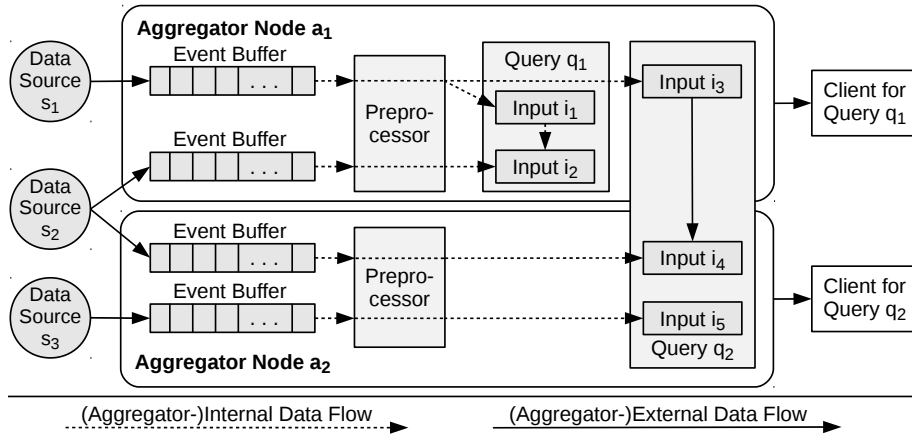 Aggregator Node a1
Data
Source
s1
Event Buffer
. . .
Event Buffer
. . .
Prepro-
cessor
Query q1
Input i1
Input i2
Input i3
Client for
Query q1
Data
Source
s2
Event Buffer
. . .
Prepro-
cessor
Input i4
Data
Source
s3
Event Buffer
. . .
Input i5
Query q2
Client for
Query q2
Aggregator Node a2
(Aggregator-)Internal Data Flow
(Aggregator-)External Data Flow